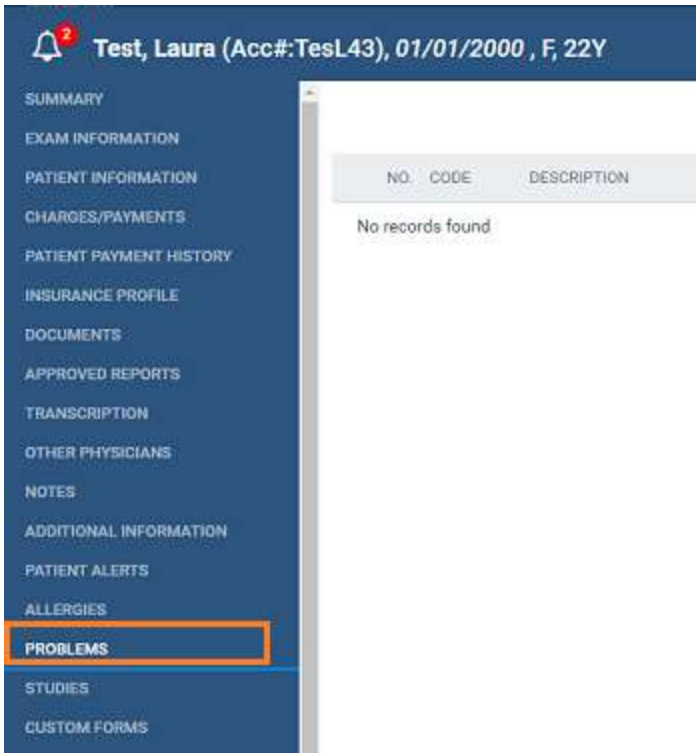 2
Test, Laura (Acc#:TesL43), 01/01/2000 , F, 22Y
SUMMARY
EXAM INFORMATION
PATIENT INFORMATION
CHARGES/PAYMENTS
PATIENT PAYMENT HISTORY
INSURANCE PROFILE
DOCUMENTS
APPROVED REPORTS
TRANSCRIPTION
OTHER PHYSICIANS
NOTES
ADDITIONAL INFORMATION
PATIENT ALERTS
ALLERGIES
PROBLEMS
STUDIES
CUSTOM FORMS
NO. CODE DESCRIPTION
No records found